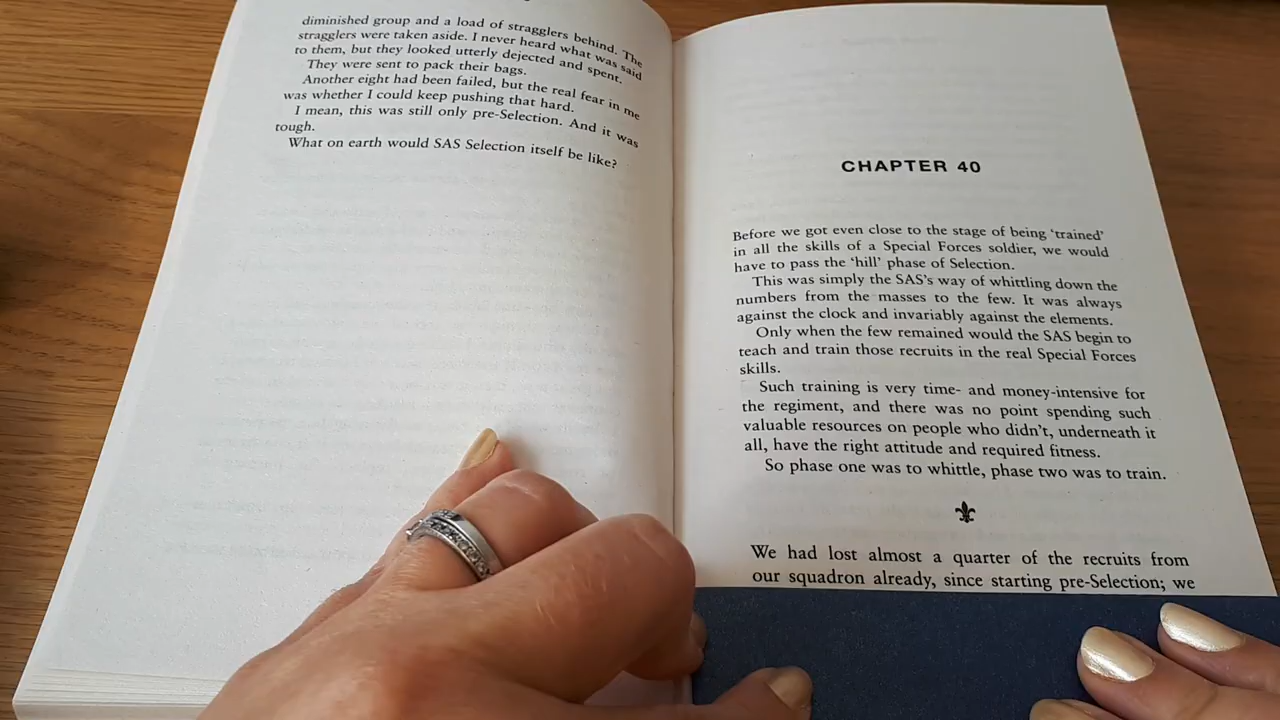 diminished group and a load of stragglers behind. The
stragglers were taken aside. I never heard what was said
to them, but they looked utterly dejected and spent.
They were sent to pack their bags.
Another eight had been failed, but the real fear in me
was whether I could keep pushing that hard.
I mean, this was still only pre-Selection. And it was
tough.
What on earth would SAS Selection itself be like?
CHAPTER 40
Before we got even close to the stage of being ‘trained’
in all the skills of a Special Forces soldier, we would
have to pass the ‘hill’ phase of Selection.
This was simply the SAS’s way of whittling down the
numbers from the masses to the few. It was always
against the clock and invariably against the elements.
Only when the few remained would the SAS begin to
teach and train those recruits in the real Special Forces
skills.
Such training is very time- and money-intensive for
the regiment, and there was no point spending such
valuable resources on people who didn’t, underneath it
all, have the right attitude and required fitness.
So phase one was to whittle, phase two was to train.
We had lost almost a quarter of the recruits from
our squadron already, since starting pre-Selection; we